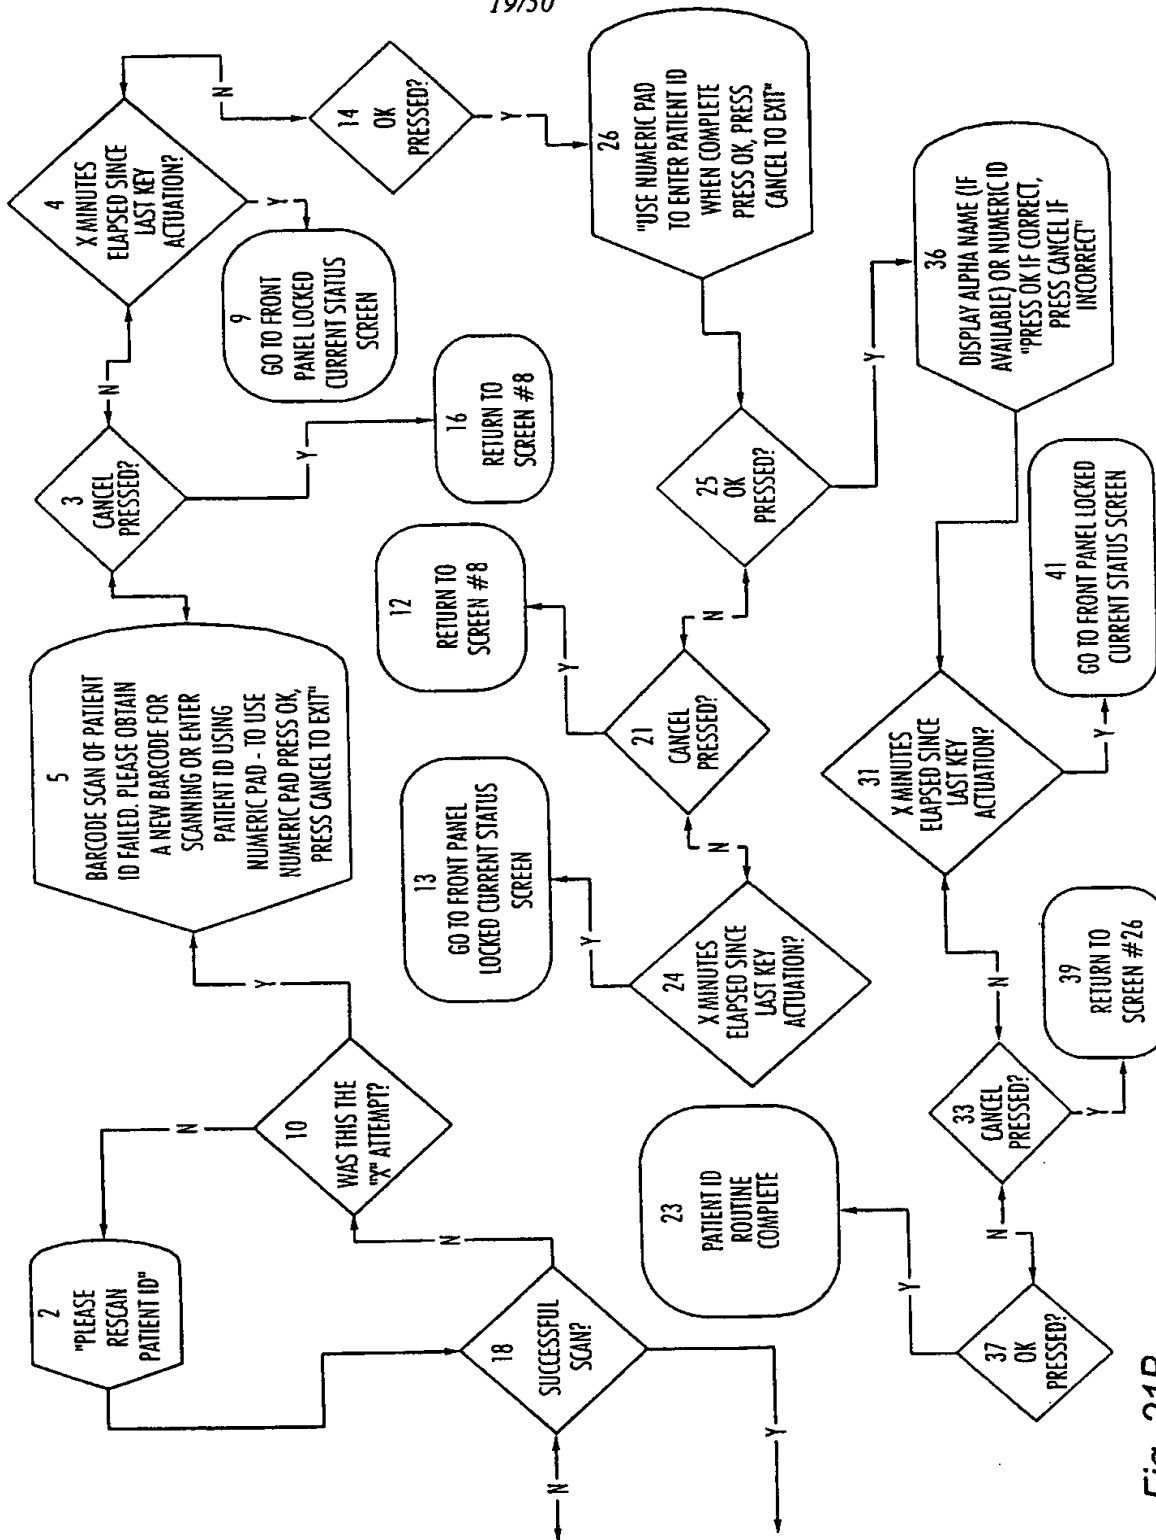 19/50
2
"PLEASE
RESCAN
PATIENT ID"
18
SUCCESSFUL
SCAN?
N
Y
N
10
WAS THIS THE
"X" ATTEMPT?
N
Y
5
BARCODE SCAN OF PATIENT
ID FAILED. PLEASE OBTAIN
A NEW BARCODE FOR
SCANNING OR ENTER
PATIENT ID USING
NUMERIC PAD - TO USE
NUMERIC PAD PRESS OK,
PRESS CANCEL TO EXIT"
3
CANCEL
PRESSED?
N
Y
16
RETURN TO
SCREEN #8
4
X MINUTES
ELAPSED SINCE
LAST KEY
ACTUATION?
Y
N
9
GO TO FRONT
PANEL LOCKED
CURRENT STATUS
SCREEN
14
OK
PRESSED?
Y
26
"USE NUMERIC PAD
TO ENTER PATIENT ID
WHEN COMPLETE
PRESS OK, PRESS
CANCEL TO EXIT"
25
OK
PRESSED?
N
Y
21
CANCEL
PRESSED?
Y
N
12
RETURN TO
SCREEN #8
24
X MINUTES
ELAPSED SINCE
LAST KEY
ACTUATION?
Y
13
GO TO FRONT PANEL
LOCKED CURRENT STATUS
SCREEN
36
DISPLAY ALPHA NAME (IF
AVAILABLE) OR NUMERIC ID
"PRESS OK IF CORRECT,
PRESS CANCEL IF
INCORRECT"
31
X MINUTES
ELAPSED SINCE
LAST KEY
ACTUATION?
Y
N
41
GO TO FRONT PANEL LOCKED
CURRENT STATUS SCREEN
33
CANCEL
PRESSED?
Y
N
39
RETURN TO
SCREEN #26
37
OK
PRESSED?
Y
23
PATIENT ID
ROUTINE
COMPLETE
Fig. 21B